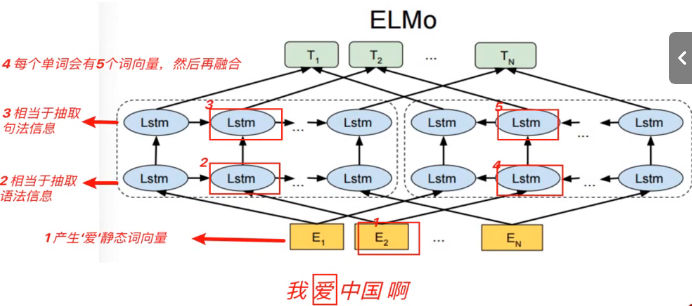 ELMo
4 每个单词会有5个词向量，然后再融合
T1 T2 ... TN
3 相当于抽取
句法信息
3
5
Lstm Lstm ... Lstm Lstm Lstm ... Lstm
2 相当于抽取
语法信息
2
4
Lstm Lstm ... Lstm Lstm Lstm ... Lstm
1 产生‘爱’静态词向量
1
E1 E2 ... EN
我爱中国啊